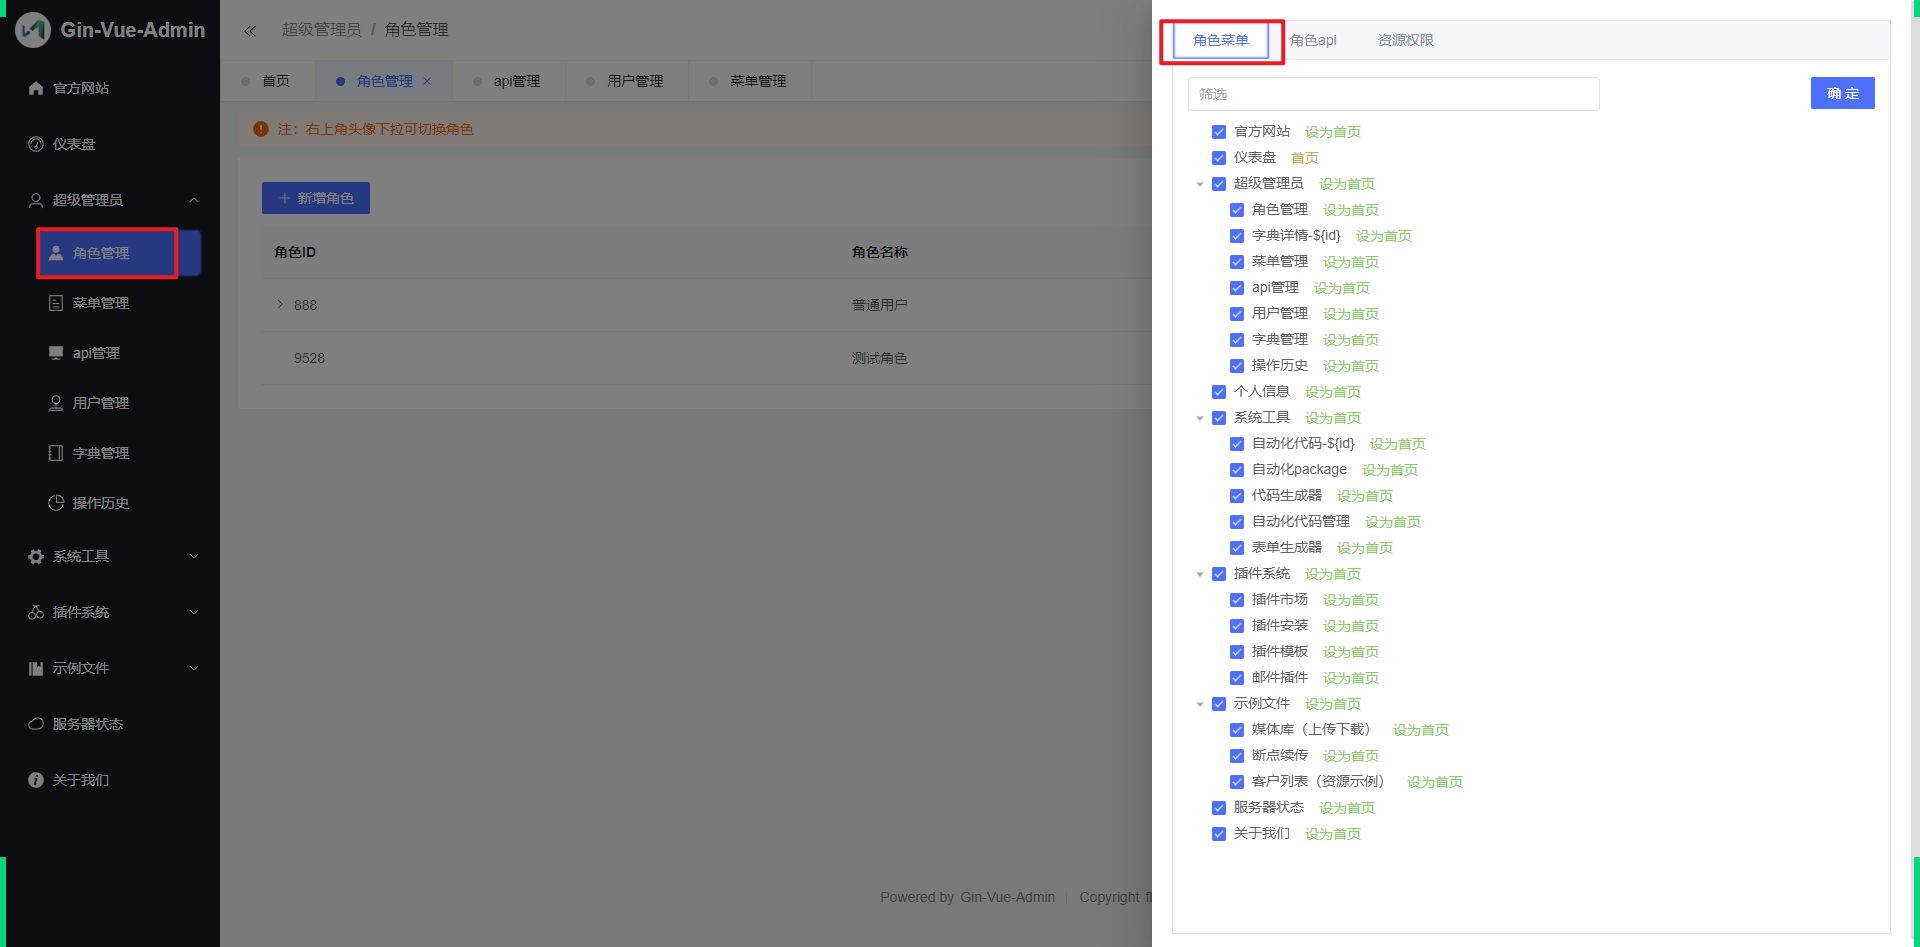 Gin-Vue-Admin
官方网站
仪表盘
超级管理员
角色管理
菜单管理
api管理
用户管理
字典管理
操作历史
系统工具
插件系统
示例文件
服务器状态
关于我们
超级管理员 / 角色管理
首页 角色管理 × api管理 用户管理 菜单管理
注：右上角头像下拉可切换角色
新增角色
角色ID 角色名称
888 普通用户
9528 测试角色
Powered by Gin-Vue-Admin Copyright
角色菜单 角色api 资源权限
筛选 确 定
官方网站 设为首页
仪表盘 首页
超级管理员 设为首页
角色管理 设为首页
字典详情-${id} 设为首页
菜单管理 设为首页
api管理 设为首页
用户管理 设为首页
字典管理 设为首页
操作历史 设为首页
个人信息 设为首页
系统工具 设为首页
自动化代码-${id} 设为首页
自动化package 设为首页
代码生成器 设为首页
自动化代码管理 设为首页
表单生成器 设为首页
插件系统 设为首页
插件市场 设为首页
插件安装 设为首页
插件模板 设为首页
邮件插件 设为首页
示例文件 设为首页
媒体库（上传下载） 设为首页
断点续传 设为首页
客户列表（资源示例） 设为首页
服务器状态 设为首页
关于我们 设为首页